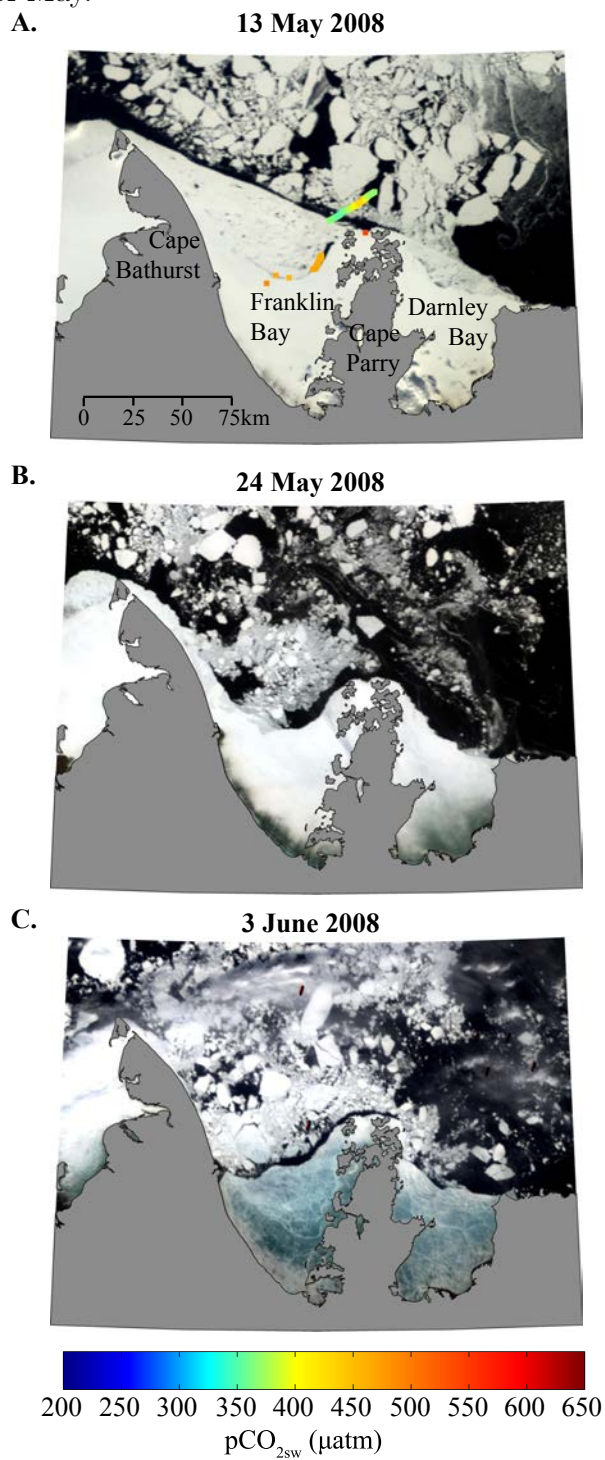 A.
13 May 2008
Cape
Bathurst
Franklin
Bay
Cape
Parry
Darnley
Bay
0 25 50 75km
B.
24 May 2008
C.
3 June 2008
200 250 300 350 400 450 500 550 600 650
pCO2sw (µatm)